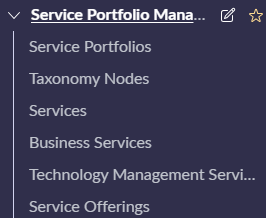 Service Portfolio Mana...
Service Portfolios
Taxonomy Nodes
Services
Business Services
Technology Management Servi...
Service Offerings